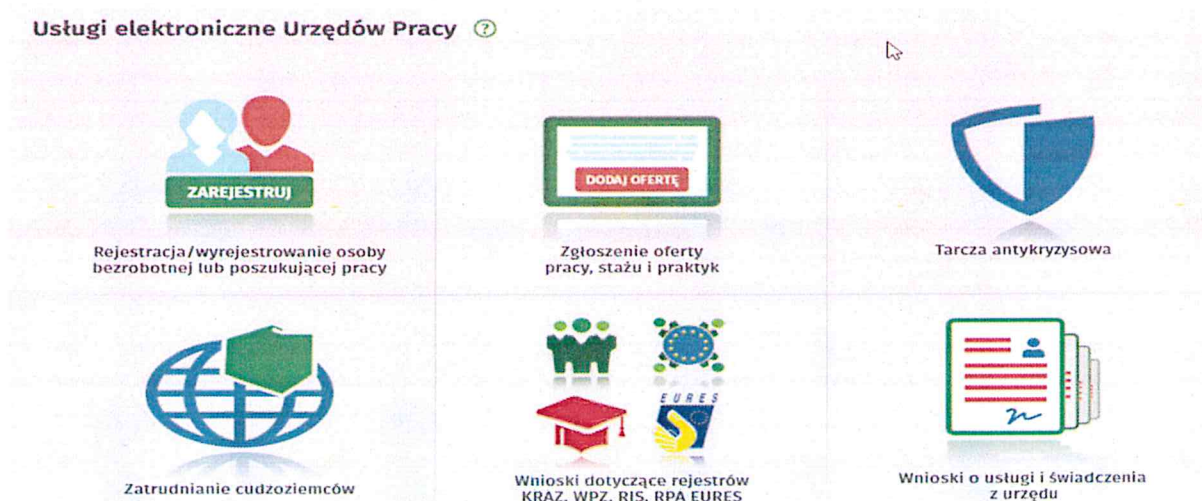 Usługi elektroniczne Urzędów Pracy ?
ZAREJESTRUJ
Rejestracja/wyrejestrowanie osoby
bezrobotnej lub poszukującej pracy
DODAJ OFERTĘ
Zgłoszenie oferty
pracy, stażu i praktyk
Tarcza antykryzysowa
Zatrudnianie cudzoziemców
EURES
Wnioski dotyczące rejestrów
KRAZ, WPZ, RIS, RPA EURES
Wnioski o usługi i świadczenia
z urzędu